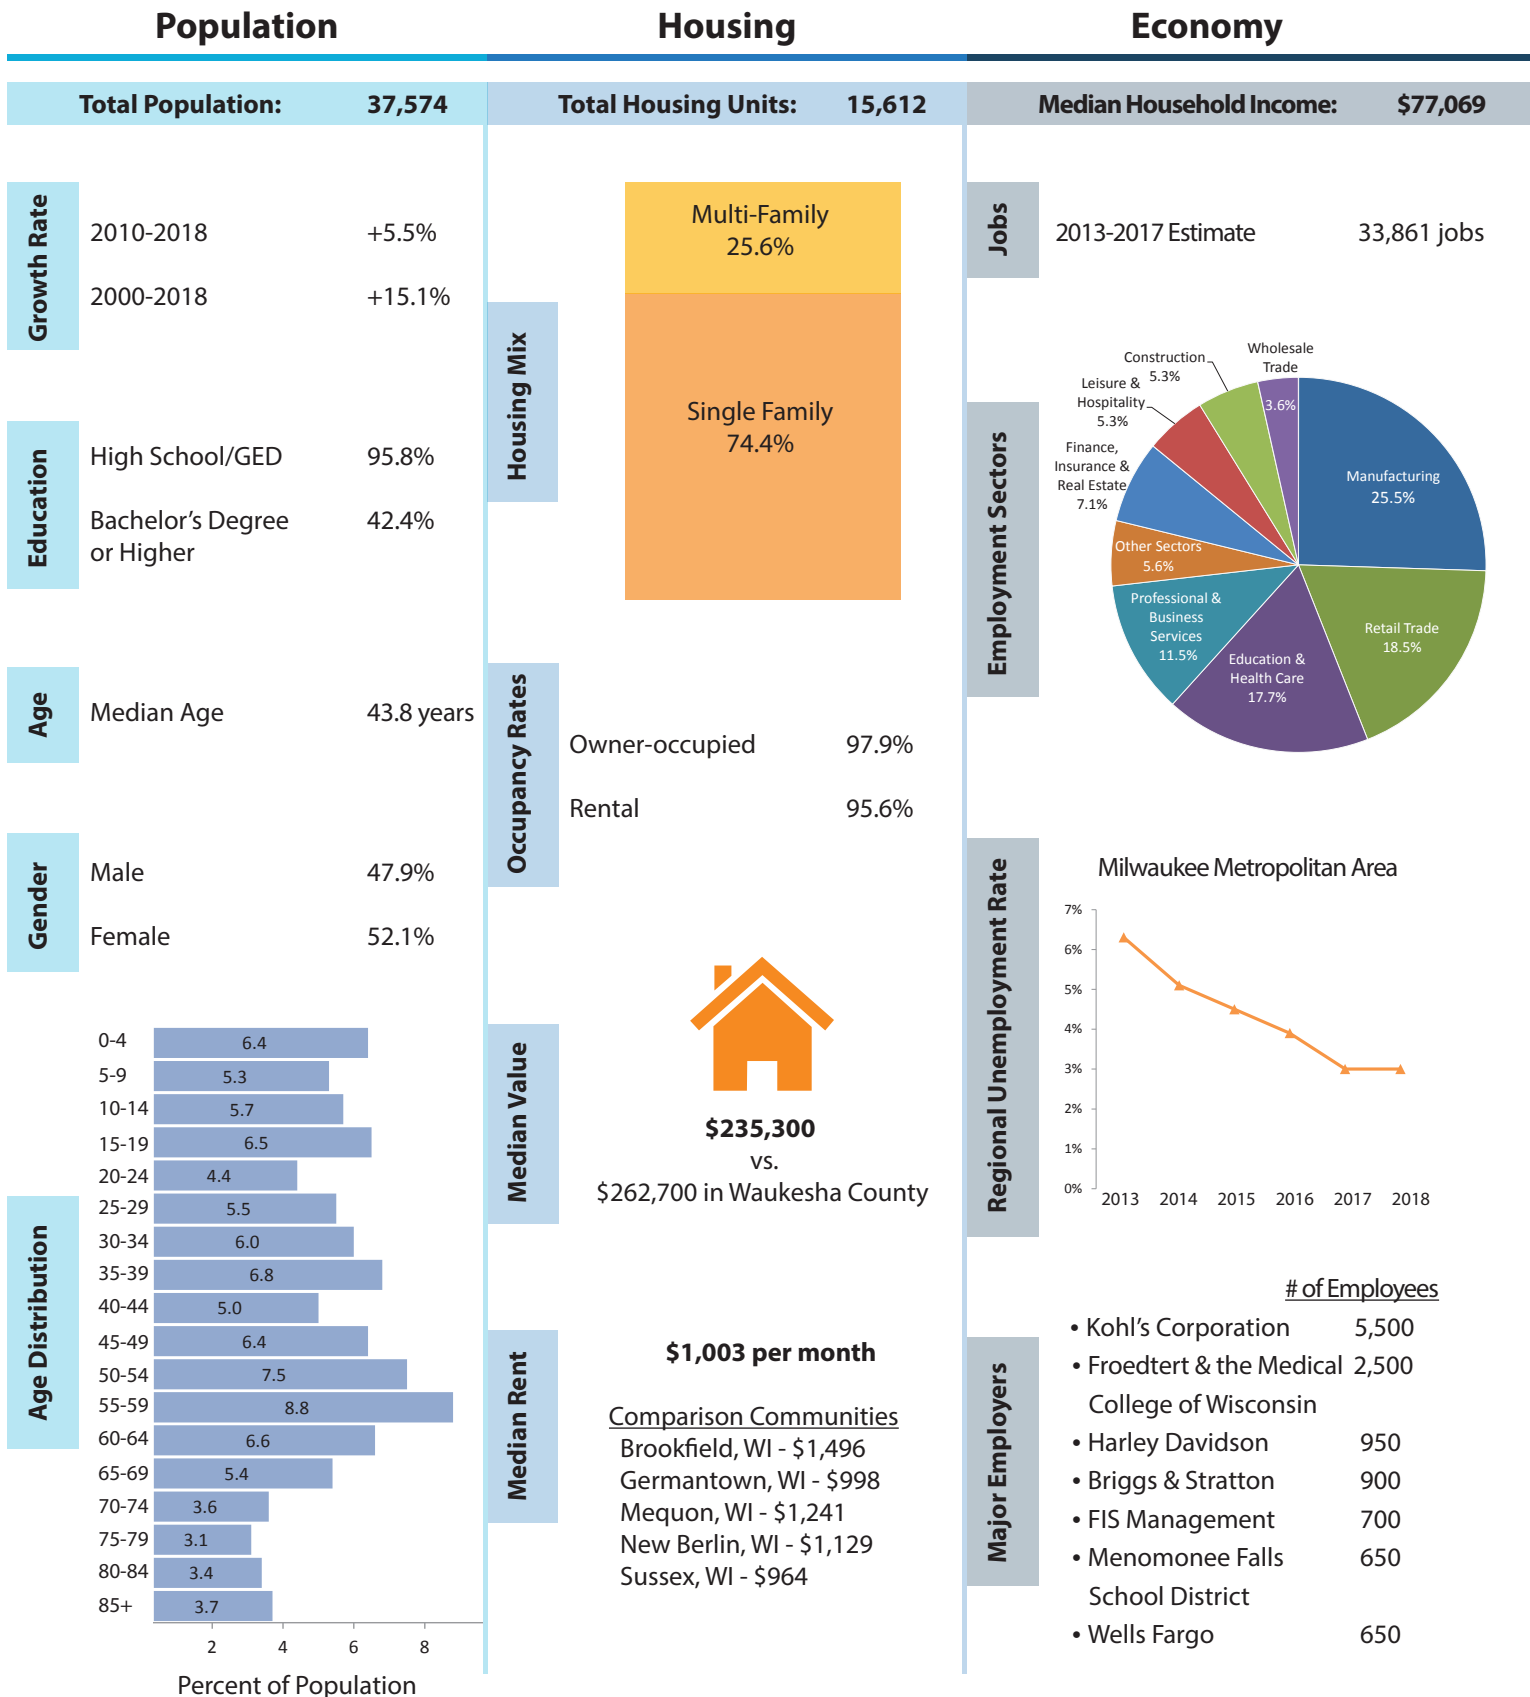 Population
Total Population: 37,574
Growth Rate
2010-2018 +5.5%
2000-2018 +15.1%
Education
High School/GED 95.8%
Bachelor's Degree 42.4%
or Higher
Age
Median Age 43.8 years
Gender
Male 47.9%
Female 52.1%
Age Distribution
0-4 6.4
5-9 5.3
10-14 5.7
15-19 6.5
20-24 4.4
25-29 5.5
30-34 6.0
35-39 6.8
40-44 5.0
45-49 6.4
50-54 7.5
55-59 8.8
60-64 6.6
65-69 5.4
70-74 3.6
75-79 3.1
80-84 3.4
85+ 3.7
2 4 6 8
Percent of Population
Housing
Total Housing Units: 15,612
Housing Mix
Multi-Family
25.6%
Single Family
74.4%
Occupancy Rates
Owner-occupied 97.9%
Rental 95.6%
Median Value
$235,300
vs.
$262,700 in Waukesha County
Median Rent
$1,003 per month
Comparison Communities
Brookfield, WI - $1,496
Germantown, WI - $998
Mequon, WI - $1,241
New Berlin, WI - $1,129
Sussex, WI - $964
Economy
Median Household Income: $77,069
Jobs
2013-2017 Estimate 33,861 jobs
Employment Sectors
Wholesale
Trade
3.6%
Construction
5.3%
Leisure &
Hospitality
5.3%
Finance,
Insurance &
Real Estate
7.1%
Other Sectors
5.6%
Professional &
Business
Services
11.5%
Education &
Health Care
17.7%
Retail Trade
18.5%
Manufacturing
25.5%
Regional Unemployment Rate
Milwaukee Metropolitan Area
7%
6%
5%
4%
3%
2%
1%
0%
2013 2014 2015 2016 2017 2018
Major Employers
# of Employees
• Kohl's Corporation 5,500
• Froedtert & the Medical 2,500
College of Wisconsin
• Harley Davidson 950
• Briggs & Stratton 900
• FIS Management 700
• Menomonee Falls 650
School District
• Wells Fargo 650